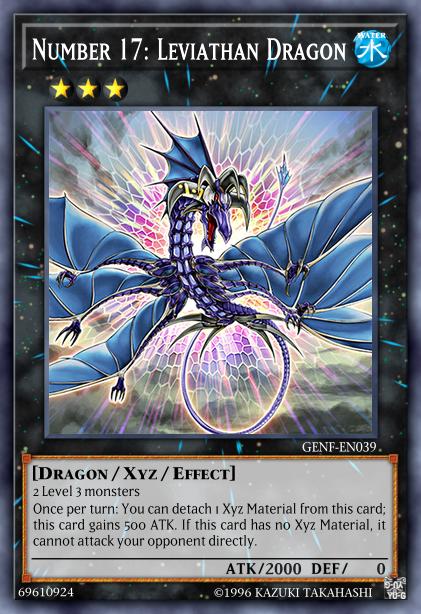 Number 17: Leviathan Dragon
WATER
水
GENF-EN039
[Dragon / Xyz / Effect]
2 Level 3 monsters
Once per turn: You can detach 1 Xyz Material from this card;
this card gains 500 ATK. If this card has no Xyz Material, it
cannot attack your opponent directly.
ATK/2000 DEF/ 0
69610924
©1996 KAZUKI TAKAHASHI